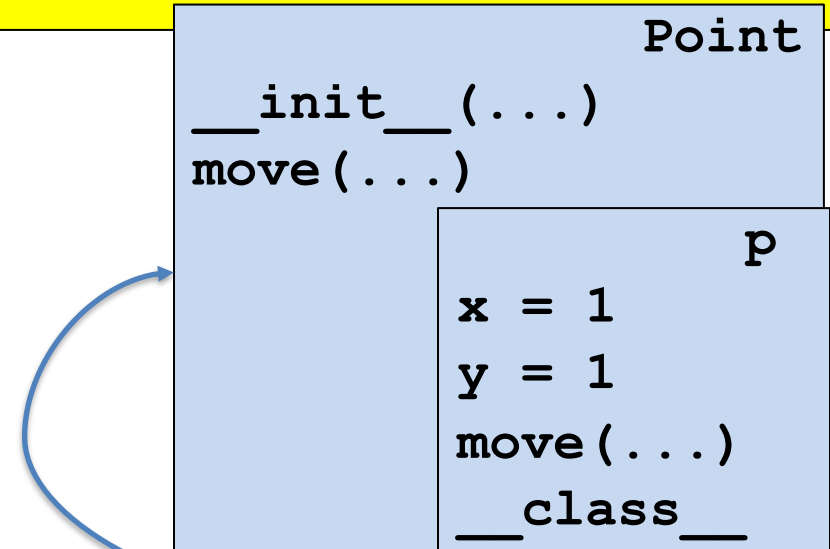 Point
__init__(...)
move(...)
p
x = 1
y = 1
move(...)
__class__